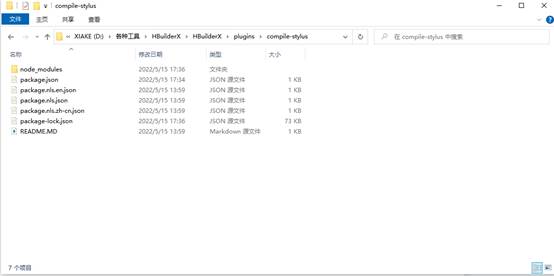 compile-stylus
文件 主页 共享 查看
« XIAKE (D:) > 各种工具 > HBuilderX > HBuilderX > plugins > compile-stylus
在 compile-stylus 中搜索
名称 修改日期 类型 大小
node_modules 2022/5/15 17:36 文件夹
package.json 2022/5/15 17:34 JSON 源文件 1 KB
package.nls.en.json 2022/5/15 13:59 JSON 源文件 1 KB
package.nls.json 2022/5/15 13:59 JSON 源文件 1 KB
package.nls.zh-cn.json 2022/5/15 13:59 JSON 源文件 1 KB
package-lock.json 2022/5/15 17:36 JSON 源文件 73 KB
README.MD 2022/5/15 13:59 Markdown 源文件 1 KB
7 个项目